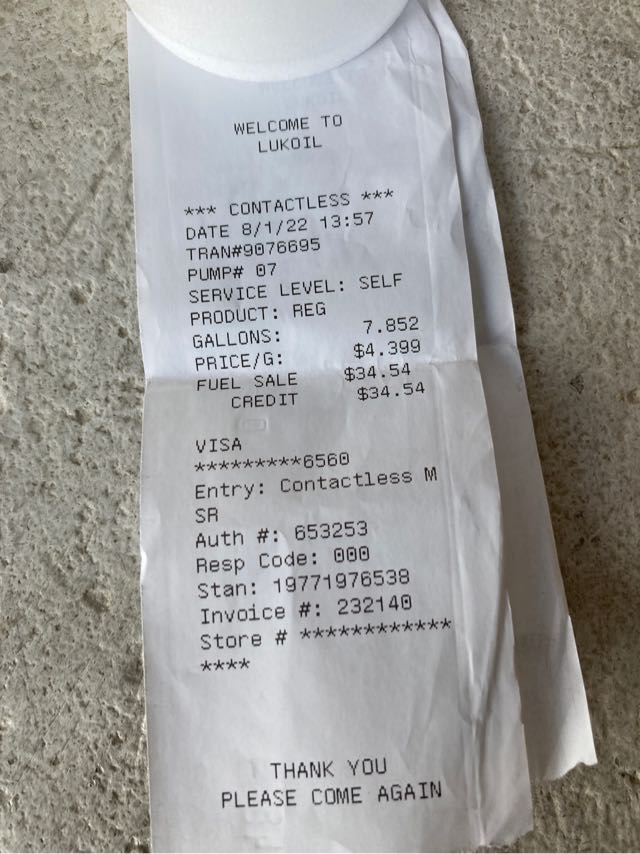 WELCOME TO
LUKOIL
*** CONTACTLESS ***
DATE 8/1/22 13:57
TRAN#9076695
PUMP# 07
SERVICE LEVEL: SELF
PRODUCT: REG
GALLONS: 7.852
PRICE/G: $4.399
FUEL SALE $34.54
CREDIT $34.54
VISA
*********6560
Entry: Contactless M
SR
Auth #: 653253
Resp Code: 000
Stan: 19771976538
Invoice #: 232140
Store # ************
****
THANK YOU
PLEASE COME AGAIN